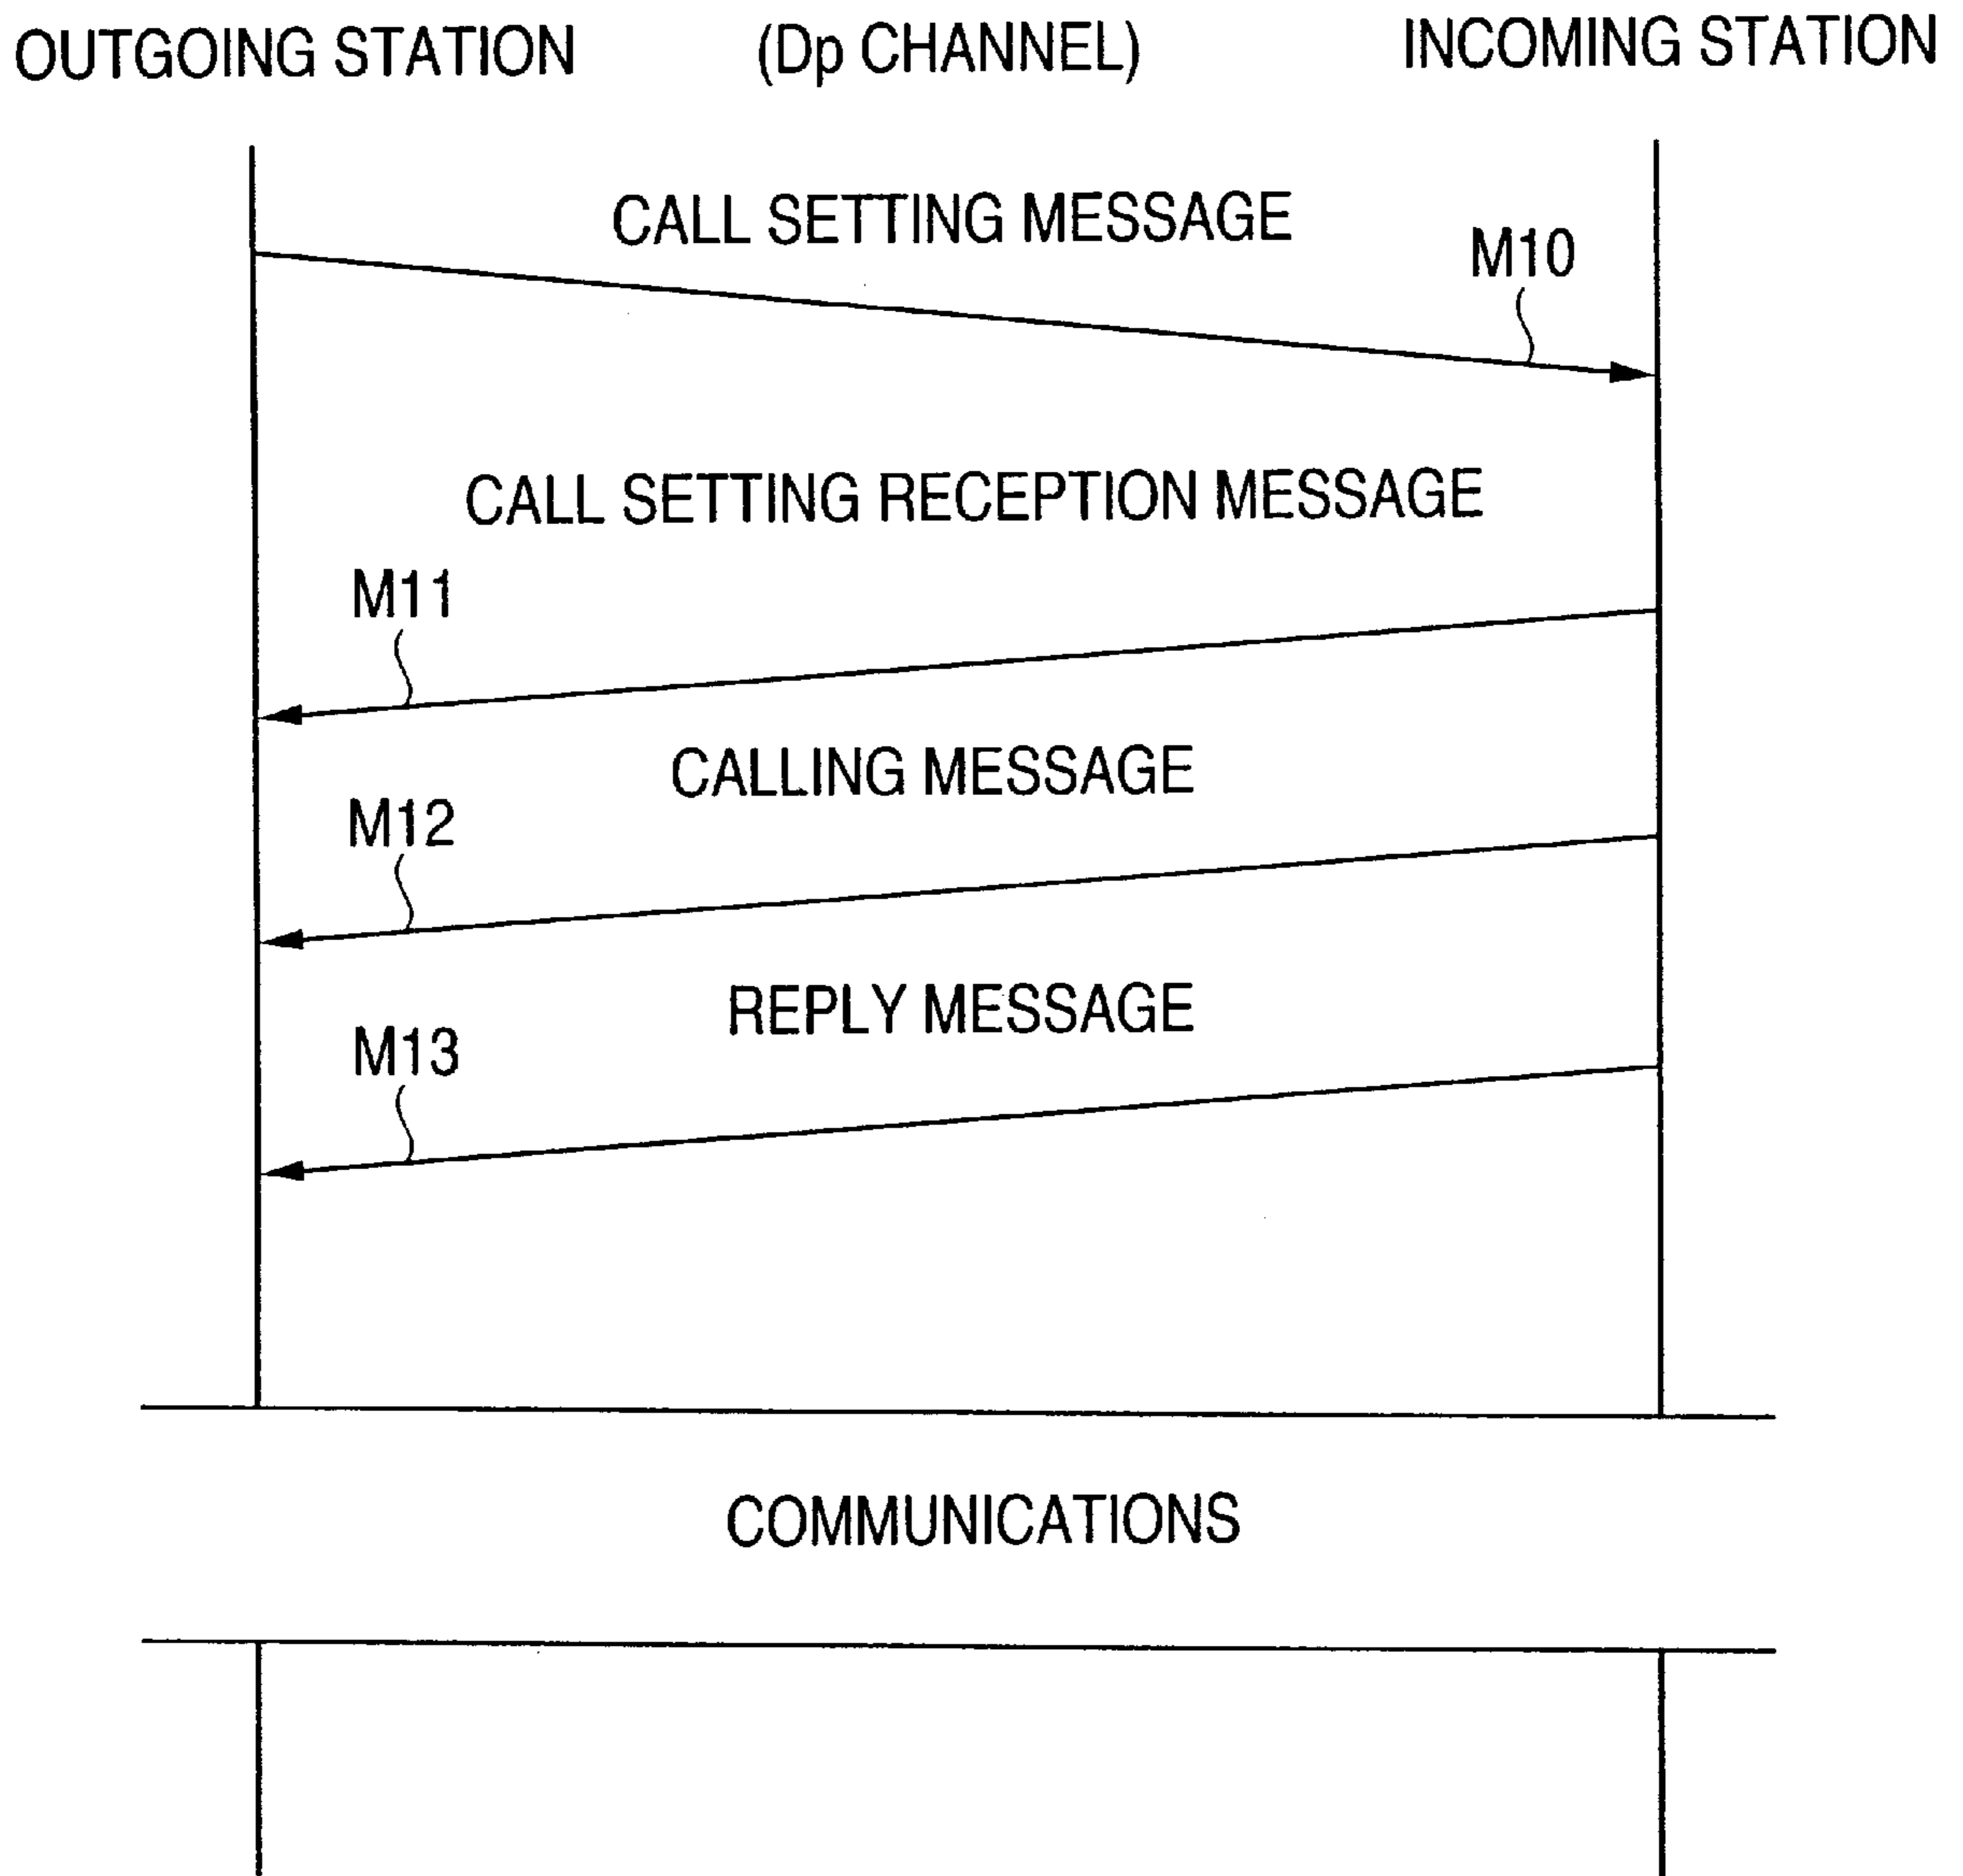 OUTGOING STATION (Dp CHANNEL) INCOMING STATION
CALL SETTING MESSAGE
M10
CALL SETTING RECEPTION MESSAGE
M11
CALLING MESSAGE
M12
REPLY MESSAGE
M13
COMMUNICATIONS